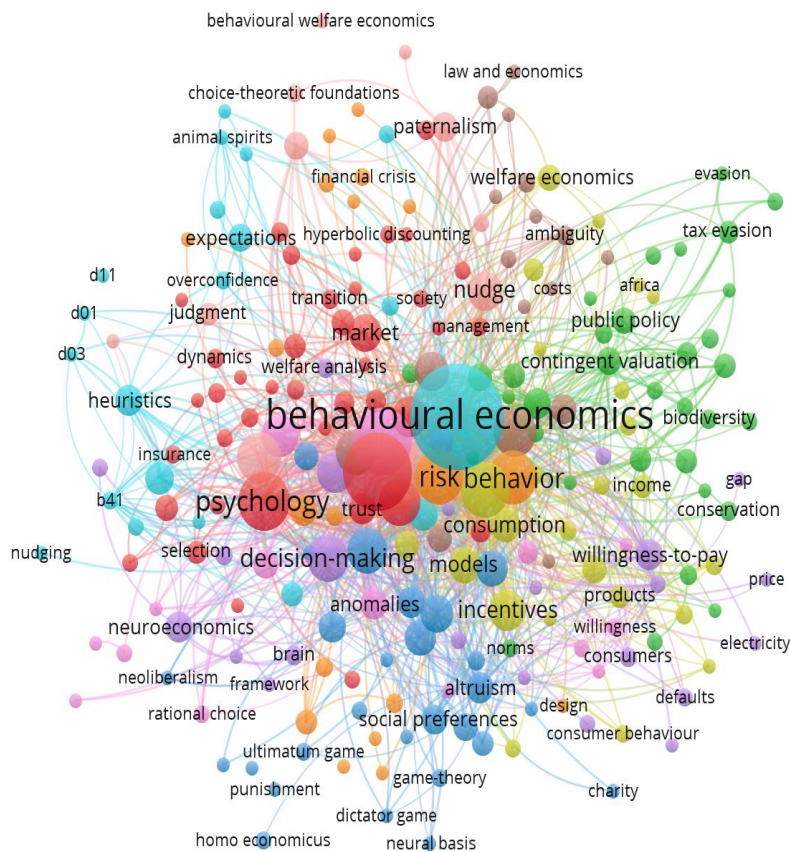 behavioural welfare economics
law and economics
choice-theoretic foundations
paternalism
animal spirits
financial crisis
welfare economics
evasion
expectations
hyperbolic discounting
ambiguity
tax evasion
d11
overconfidence
transition
society
nudge
costs
africa
d01
judgment
market
management
public policy
d03
dynamics
welfare analysis
contingent valuation
heuristics
behavioural economics
biodiversity
insurance
risk
behavior
income
gap
b41
psychology
trust
consumption
conservation
nudging
selection
decision-making
models
willingness-to-pay
price
anomalies
incentives
products
neuroeconomics
willingness
norms
consumers
electricity
brain
neoliberalism
framework
altruism
defaults
rational choice
social preferences
design
consumer behaviour
ultimatum game
game-theory
punishment
charity
dictator game
homo economicus
neural basis